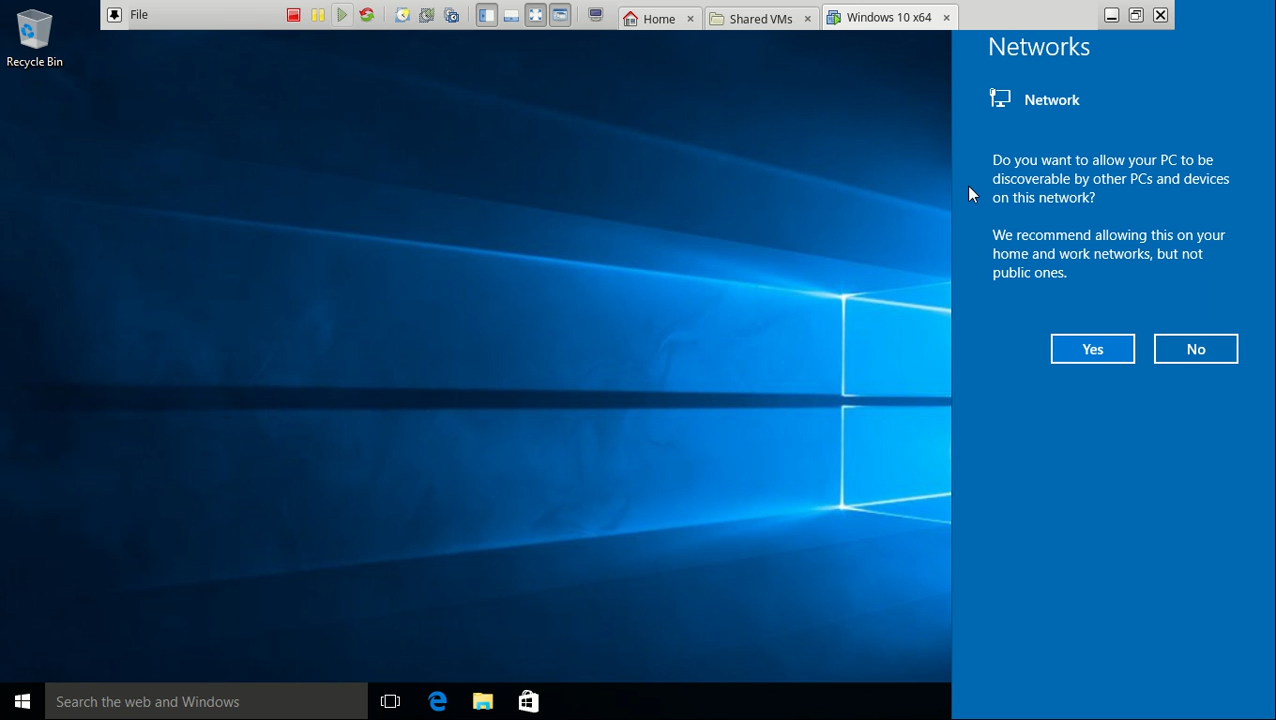 File
Home
Shared VMs
Windows 10 x64
Recycle Bin
Networks
Network
Do you want to allow your PC to be
discoverable by other PCs and devices
on this network?
We recommend allowing this on your
home and work networks, but not
public ones.
Yes
No
Search the web and Windows